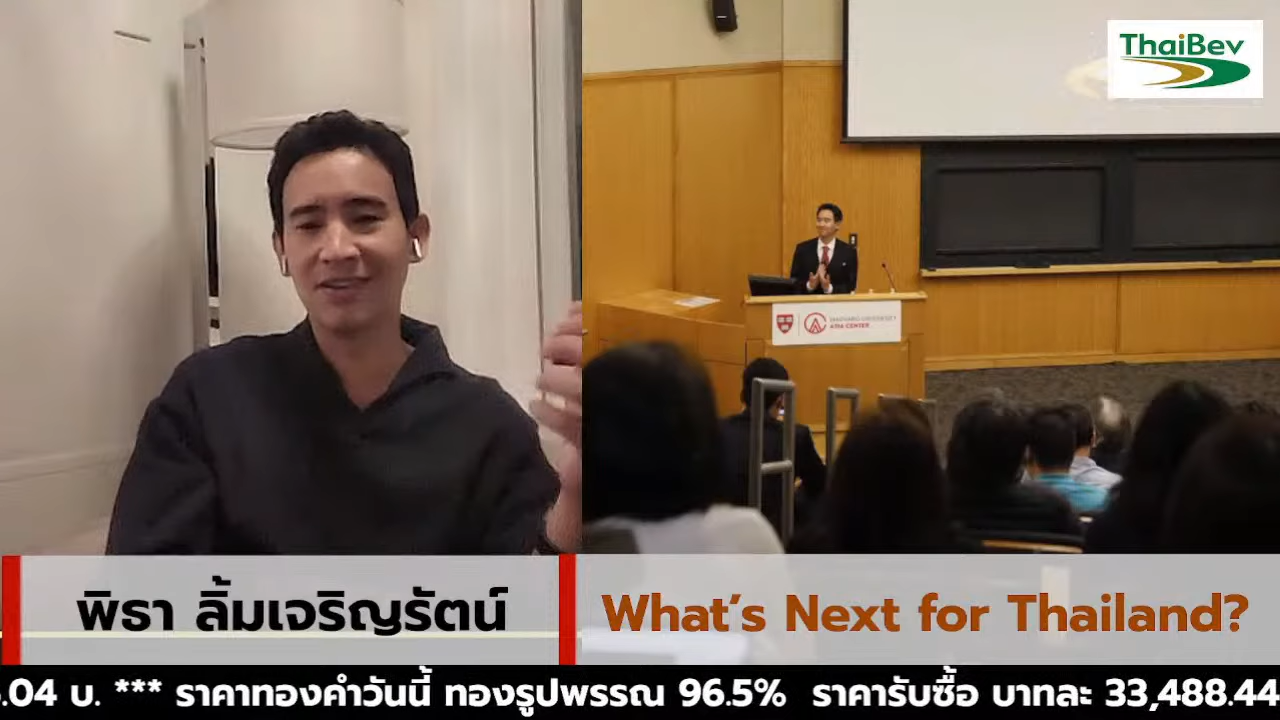 ThaiBev
HARVARD UNIVERSITY
ASIA CENTER
พิธา ลิ้มเจริญรัตน์
What's Next for Thailand?
.04 บ. *** ราคาทองคำวันนี้ ทองรูปพรรณ 96.5% ราคารับซื้อ บาทละ 33,488.44